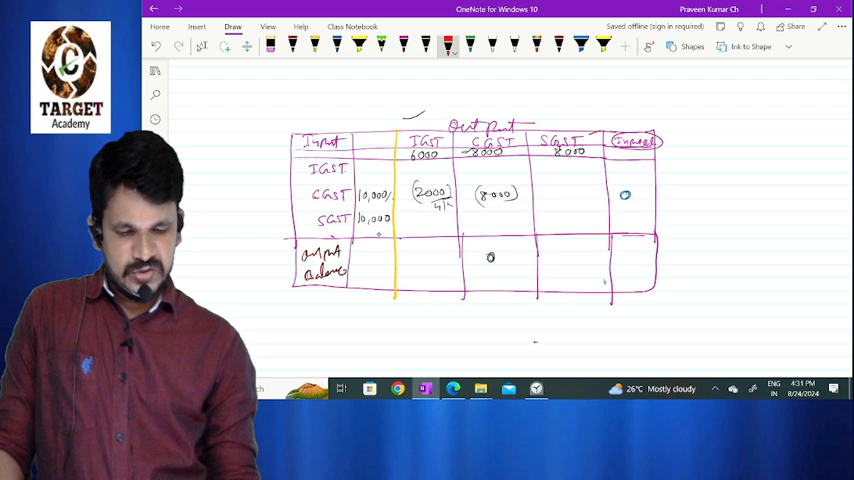 OneNote for Windows 10
Praveen Kumar Ch
Home Insert Draw View Help Class Notebook
Saved offline (sign in required) Share
Shapes Ink to Shape
TARGET
Academy
Output
Input IGST CGST SGST
6000 8000 8000
IGST
CGST 10,000/ (2000) (8000) 0
4k
SGST 10,000
Output 0
Balance
26°C Mostly cloudy
ENG
IN
4:31 PM
8/24/2024